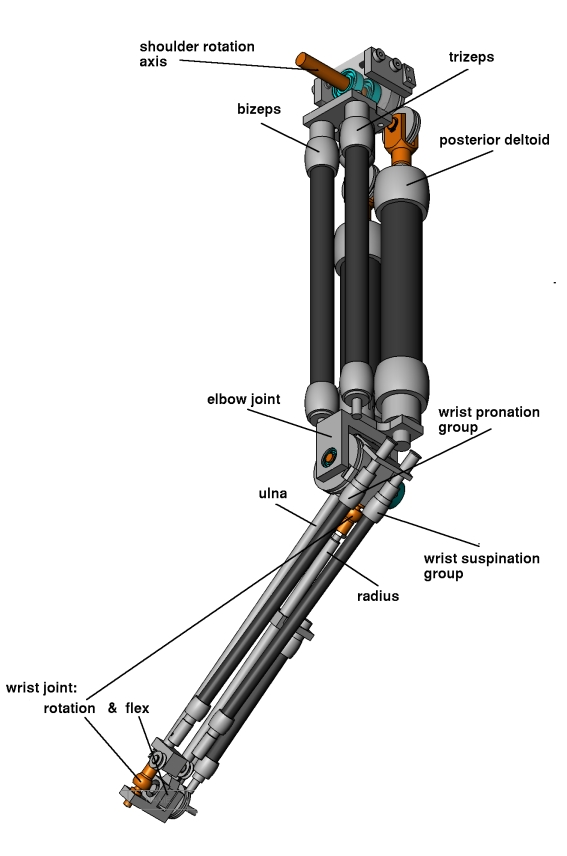 shoulder rotation
axis
trizeps
bizeps
posterior deltoid
elbow joint
wrist pronation
group
ulna
wrist suspination
group
radius
wrist joint:
rotation & flex